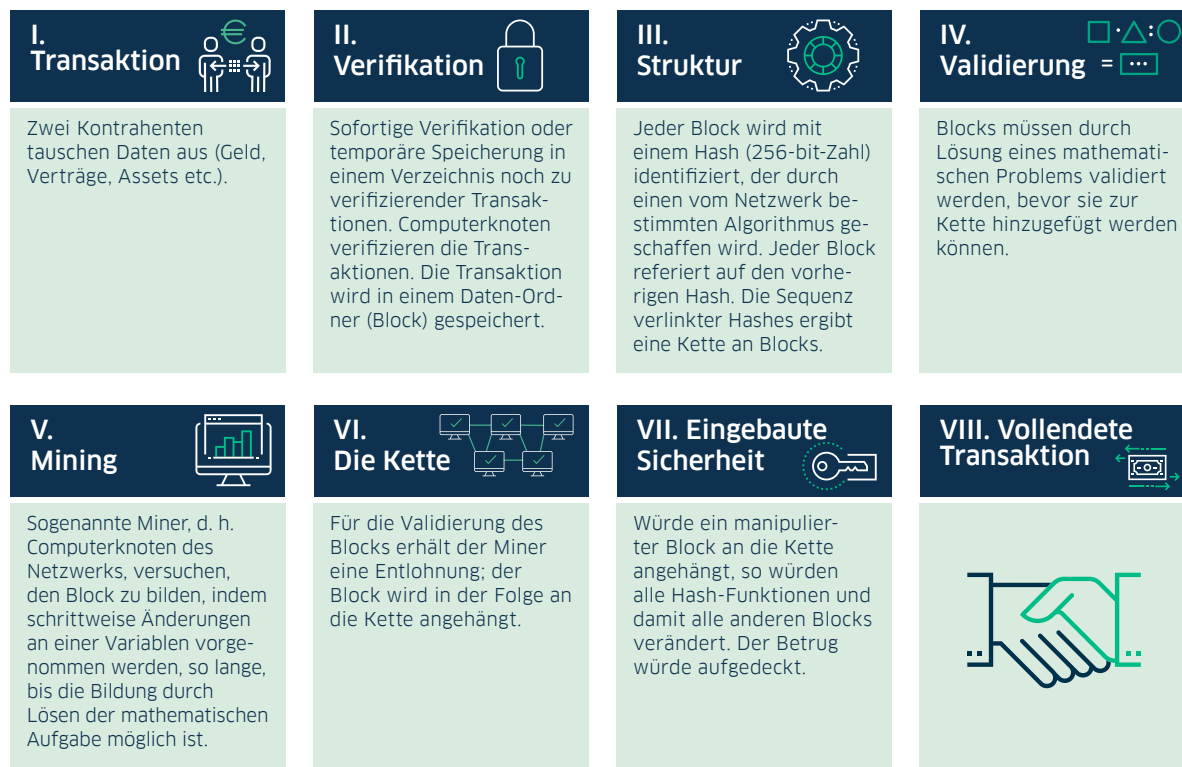 I.
Transaktion
Zwei Kontrahenten
tauschen Daten aus (Geld,
Verträge, Assets etc.).
II.
Verifikation
Sofortige Verifikation oder
temporäre Speicherung in
einem Verzeichnis noch zu
verifizierender Transak-
tionen. Computerknoten
verifizieren die Trans-
aktionen. Die Transaktion
wird in einem Daten-Ord-
ner (Block) gespeichert.
III.
Struktur
Jeder Block wird mit
einem Hash (256-bit-Zahl)
identifiziert, der durch
einen vom Netzwerk be-
stimmten Algorithmus ge-
schaffen wird. Jeder Block
referiert auf den vorhe-
rigen Hash. Die Sequenz
verlinkter Hashes ergibt
eine Kette an Blocks.
IV.
Validierung
Blocks müssen durch
Lösung eines mathemati-
schen Problems validiert
werden, bevor sie zur
Kette hinzugefügt werden
können.
V.
Mining
Sogenannte Miner, d. h.
Computerknoten des
Netzwerks, versuchen,
den Block zu bilden, indem
schrittweise Änderungen
an einer Variablen vorge-
nommen werden, so lange,
bis die Bildung durch
Lösen der mathematischen
Aufgabe möglich ist.
VI.
Die Kette
Für die Validierung des
Blocks erhält der Miner
eine Entlohnung; der
Block wird in der Folge an
die Kette angehängt.
VII. Eingebaute
Sicherheit
Würde ein manipulier-
ter Block an die Kette
angehängt, so würden
alle Hash-Funktionen und
damit alle anderen Blocks
verändert. Der Betrug
würde aufgedeckt.
VIII. Vollendete
Transaktion